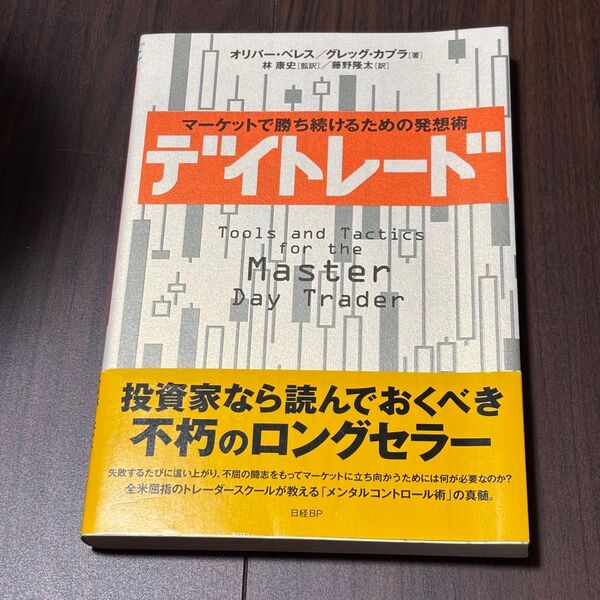 オリバー・ベレス／グレッグ・カプラ[著]
林 康史[監訳]／藤野隆太[訳]
マーケットで勝ち続けるための発想術
デイトレード
Tools and Tactics
for the
Master
Day Trader
投資家なら読んでおくべき
不朽のロングセラー
失敗するたびに這い上がり、不屈の闘志をもってマーケットに立ち向かうためには何が必要なのか?
全米屈指のトレーダースクールが教える「メンタルコントロール術」の真髄。
日経BP